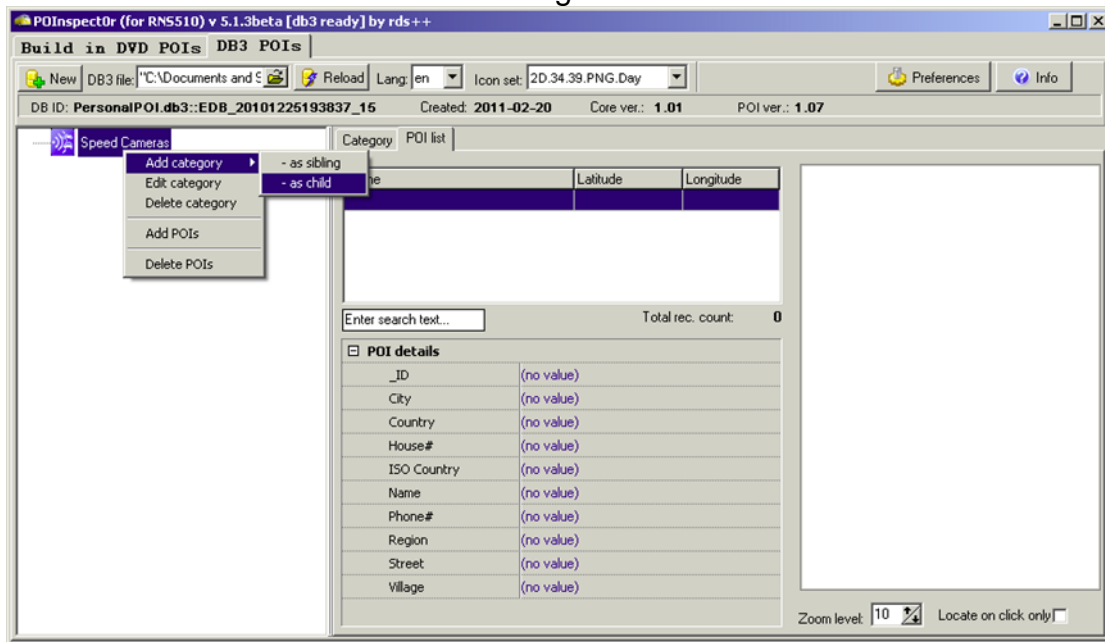 POInspect0r (for RNS510) v 5.1.3beta [db3 ready] by rds++
Build in DVD POIs DB3 POIs
New DB3 file: "C:\Documents and S Reload Lang: en Icon set: 2D.34.39.PNG.Day Preferences Info
DB ID: PersonalPOI.db3::EDB_20101225193837_15 Created: 2011-02-20 Core ver.: 1.01 POI ver.: 1.07
Speed Cameras
Add category
Edit category
Delete category
Add POIs
Delete POIs
- as sibling
- as child
Category POI list
Latitude Longitude
Enter search text... Total rec. count: 0
POI details
_ID (no value)
City (no value)
Country (no value)
House# (no value)
ISO Country (no value)
Name (no value)
Phone# (no value)
Region (no value)
Street (no value)
Village (no value)
Zoom level: 10 Locate on click only